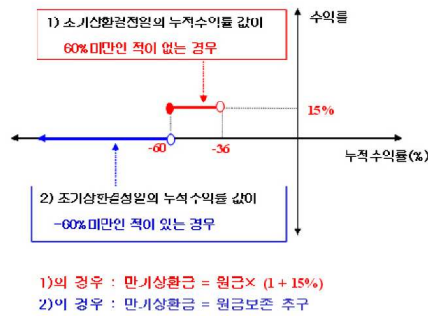 1) 조기상환결정일의 누적수익률 값이
60%미만인 적이 없는 경우
수익률
15%
-60
-36
누적수익률(%)
2) 조기상환결정일의 누적수익률 값이
-60%미만인 적이 있는 경우
1)의 경우 : 만기상환금 = 원금× (1 + 15%)
2)의 경우 : 만기상환금 = 원금보존 추구